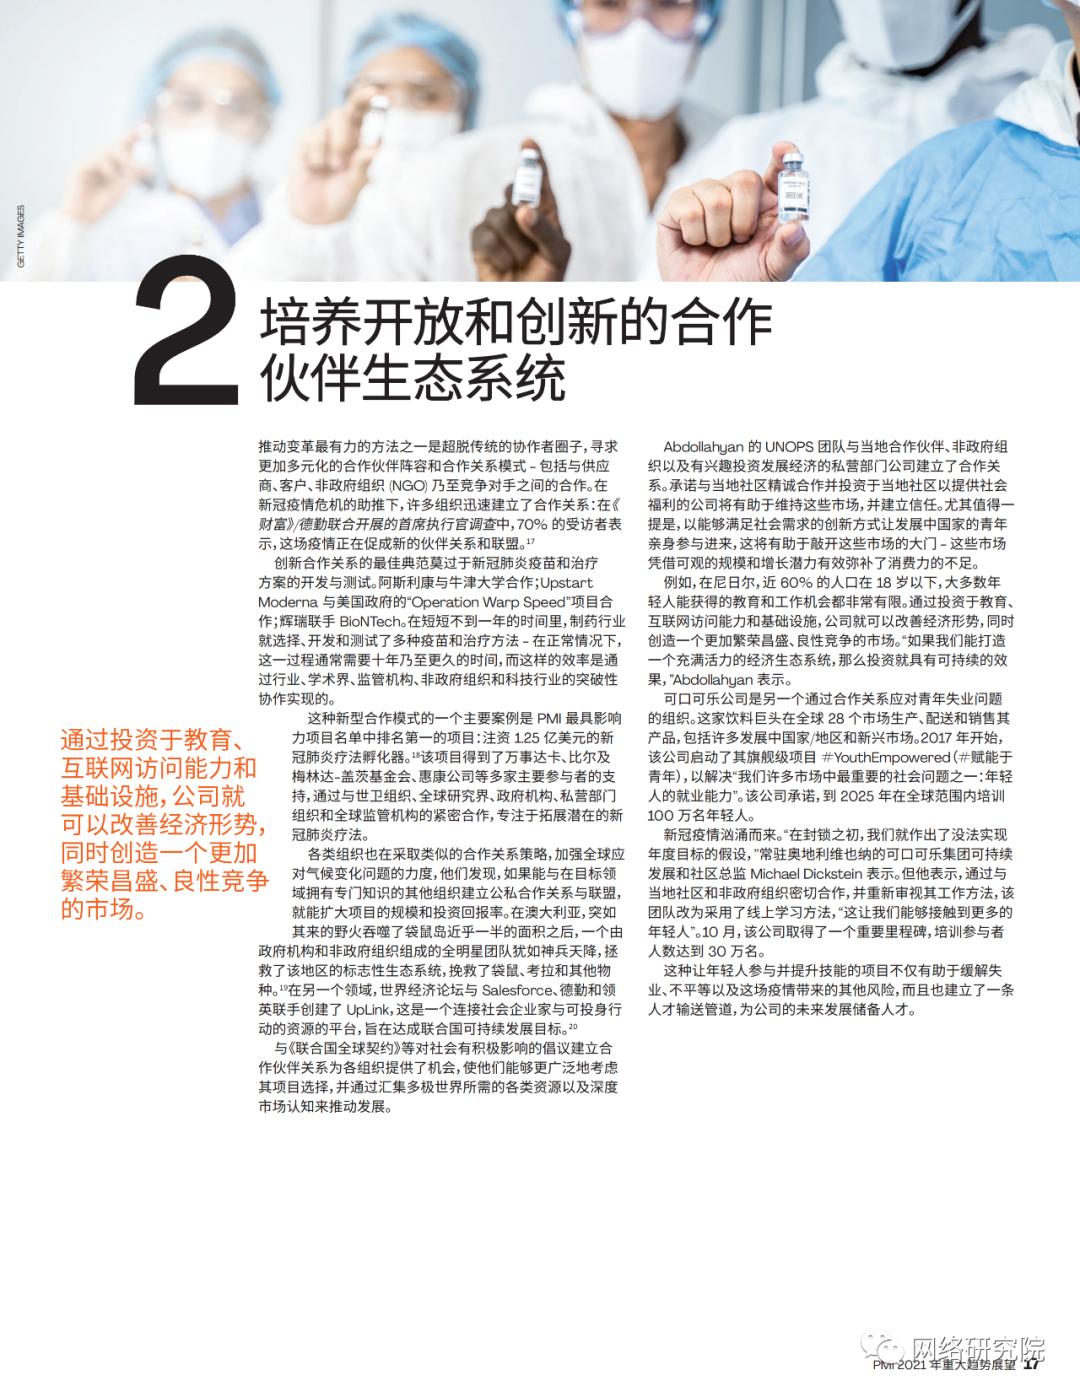 GETTY IMAGES
2
培养开放和创新的合作
伙伴生态系统
推动变革最有力的方法之一是超脱传统的协作者圈子，寻求
更加多元化的合作伙伴阵容和合作关系模式 – 包括与供应
商、客户、非政府组织 (NGO) 乃至竞争对手之间的合作。在
新冠疫情危机的助推下，许多组织迅速建立了合作关系：在《
财富》/德勤联合开展的首席执行官调查中，70% 的受访者表
示，这场疫情正在促成新的伙伴关系和联盟。17
创新合作关系的最佳典范莫过于新冠肺炎疫苗和治疗
方案的开发与测试。阿斯利康与牛津大学合作；Upstart
Moderna 与美国政府的“Operation Warp Speed”项目合
作；辉瑞联手 BioNTech。在短短不到一年的时间里，制药行业
就选择、开发和测试了多种疫苗和治疗方法 – 在正常情况下，
这一过程通常需要十年乃至更久的时间，而这样的效率是通
过行业、学术界、监管机构、非政府组织和科技行业的突破性
协作实现的。
这种新型合作模式的一个主要案例是 PMI 最具影响
力项目名单中排名第一的项目：注资 1.25 亿美元的新
冠肺炎疗法孵化器。18该项目得到了万事达卡、比尔及
梅林达-盖茨基金会、惠康公司等多家主要参与者的支
持，通过与世卫组织、全球研究界、政府机构、私营部门
组织和全球监管机构的紧密合作，专注于拓展潜在的新
冠肺炎疗法。
各类组织也在采取类似的合作关系策略，加强全球应
对气候变化问题的力度，他们发现，如果能与在目标领
域拥有专门知识的其他组织建立公私合作关系与联盟，
就能扩大项目的规模和投资回报率。在澳大利亚，突如
其来的野火吞噬了袋鼠岛近乎一半的面积之后，一个由
政府机构和非政府组织组成的全明星团队犹如神兵天降，拯
救了该地区的标志性生态系统，挽救了袋鼠、考拉和其他物
种。19在另一个领域，世界经济论坛与 Salesforce、德勤和领
英联手创建了 UpLink，这是一个连接社会企业家与可投身行
动的资源的平台，旨在达成联合国可持续发展目标。20
与《联合国全球契约》等对社会有积极影响的倡议建立合
作伙伴关系为各组织提供了机会，使他们能够更广泛地考虑
其项目选择，并通过汇集多极世界所需的各类资源以及深度
市场认知来推动发展。
通过投资于教育、
互联网访问能力和
基础设施，公司就
可以改善经济形势，
同时创造一个更加
繁荣昌盛、良性竞争
的市场。
Abdollahyan 的 UNOPS 团队与当地合作伙伴、非政府组
织以及有兴趣投资发展经济的私营部门公司建立了合作关
系。承诺与当地社区精诚合作并投资于当地社区以提供社会
福利的公司将有助于维持这些市场，并建立信任。尤其值得一
提是，以能够满足社会需求的创新方式让发展中国家的青年
亲身参与进来，这将有助于敲开这些市场的大门 – 这些市场
凭借可观的规模和增长潜力有效弥补了消费力的不足。
例如，在尼日尔，近 60% 的人口在 18 岁以下，大多数年
轻人能获得的教育和工作机会都非常有限。通过投资于教育、
互联网访问能力和基础设施，公司就可以改善经济形势，同时
创造一个更加繁荣昌盛、良性竞争的市场。“如果我们能打造
一个充满活力的经济生态系统，那么投资就具有可持续的效
果，”Abdollahyan 表示。
可口可乐公司是另一个通过合作关系应对青年失业问题
的组织。这家饮料巨头在全球 28 个市场生产、配送和销售其
产品，包括许多发展中国家/地区和新兴市场。2017 年开始，
该公司启动了其旗舰级项目 #YouthEmpowered（#赋能于
青年），以解决“我们许多市场中最重要的社会问题之一：年轻
人的就业能力”。该公司承诺，到 2025 年在全球范围内培训
100 万名年轻人。
新冠疫情汹涌而来。“在封锁之初，我们就作出了没法实现
年度目标的假设，”常驻奥地利维也纳的可口可乐集团可持续
发展和社区总监 Michael Dickstein 表示。但他表示，通过与
当地社区和非政府组织密切合作，并重新审视其工作方法，该
团队改为采用了线上学习方法，“这让我们能够接触到更多的
年轻人”。10 月，该公司取得了一个重要里程碑，培训参与者
人数达到 30 万名。
这种让年轻人参与并提升技能的项目不仅有助于缓解失
业、不平等以及这场疫情带来的其他风险，而且也建立了一条
人才输送管道，为公司的未来发展储备人才。
网络研究院
PMI 2021 年重大趋势展望 17